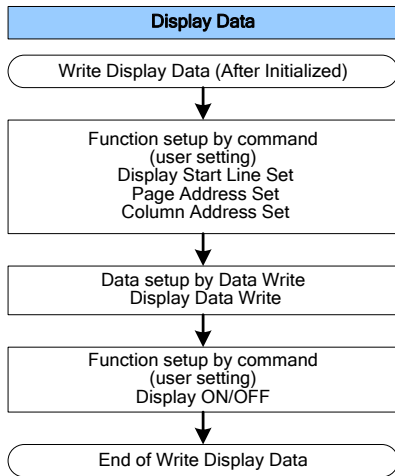 Display Data
Write Display Data (After Initialized)
Function setup by command
(user setting)
Display Start Line Set
Page Address Set
Column Address Set
Data setup by Data Write
Display Data Write
Function setup by command
(user setting)
Display ON/OFF
End of Write Display Data